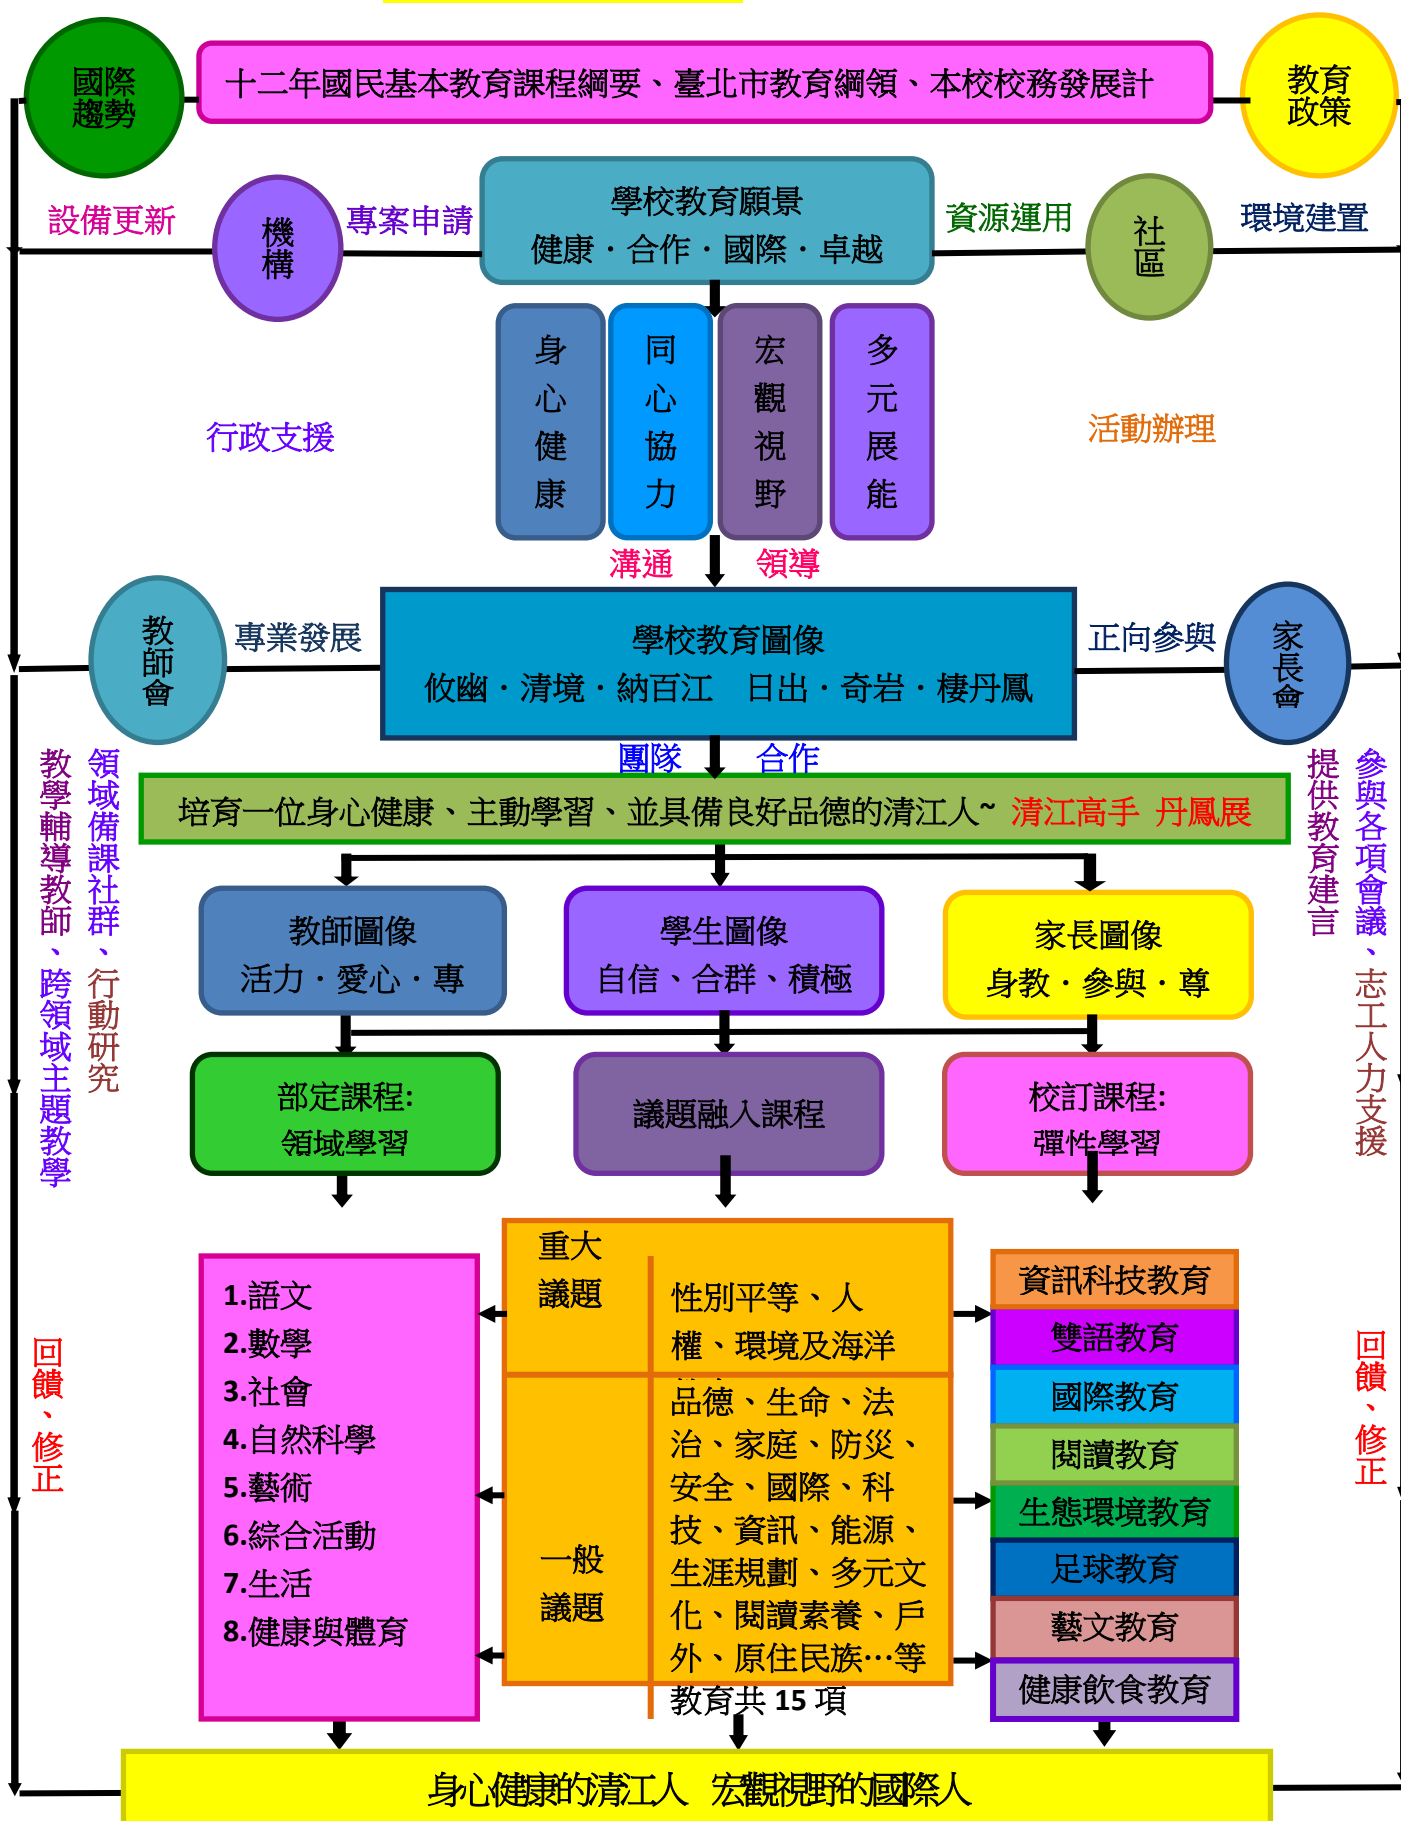 國際
趨勢
十二年國民基本教育課程綱要、臺北市教育綱領、本校校務發展計
教育
政策
設備更新
機構
專案申請
學校教育願景
健康．合作．國際．卓越
資源運用
社區
環境建置
身心健康
同心協力
宏觀視野
多元展能
行政支援
活動辦理
溝通
領導
教師會
專業發展
學校教育圖像
攸幽．清境．納百江 日出．奇岩．棲丹鳳
正向參與
家長會
團隊
合作
培育一位身心健康、主動學習、並具備良好品德的清江人~ 清江高手 丹鳳展
領域備課社群、行動研究
教學輔導教師、跨領域主題教學
參與各項會議、志工人力支援
提供教育建言
教師圖像
活力．愛心．專
學生圖像
自信、合群、積極
家長圖像
身教．參與．尊
部定課程:
領域學習
議題融入課程
校訂課程:
彈性學習
1.語文
2.數學
3.社會
4.自然科學
5.藝術
6.綜合活動
7.生活
8.健康與體育
重大
議題
性別平等、人
權、環境及海洋
一般
議題
品德、生命、法
治、家庭、防災、
安全、國際、科
技、資訊、能源、
生涯規劃、多元文
化、閱讀素養、戶
外、原住民族…等
教育共 15 項
資訊科技教育
雙語教育
國際教育
閱讀教育
生態環境教育
足球教育
藝文教育
健康飲食教育
回饋、修正
回饋、修正
身心健康的清江人 宏觀視野的國際人